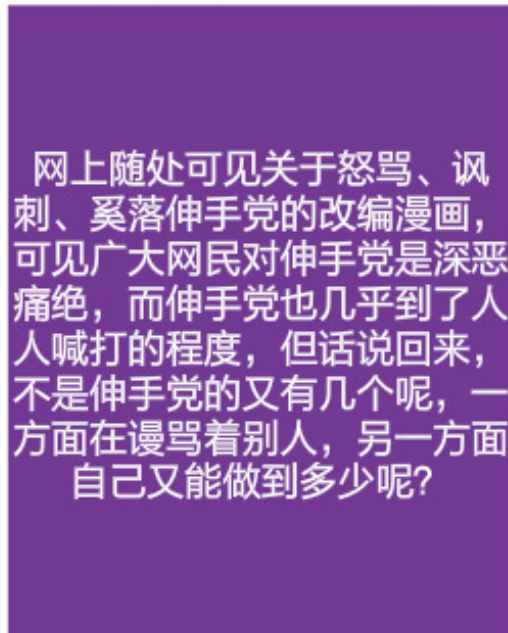 网上随处可见关于怒骂、讽
刺、奚落伸手党的改编漫画，
可见广大网民对伸手党是深恶
痛绝，而伸手党也几乎到了人
人喊打的程度，但话说回来，
不是伸手党的又有几个呢，一
方面在谩骂着别人，另一方面
自己又能做到多少呢？